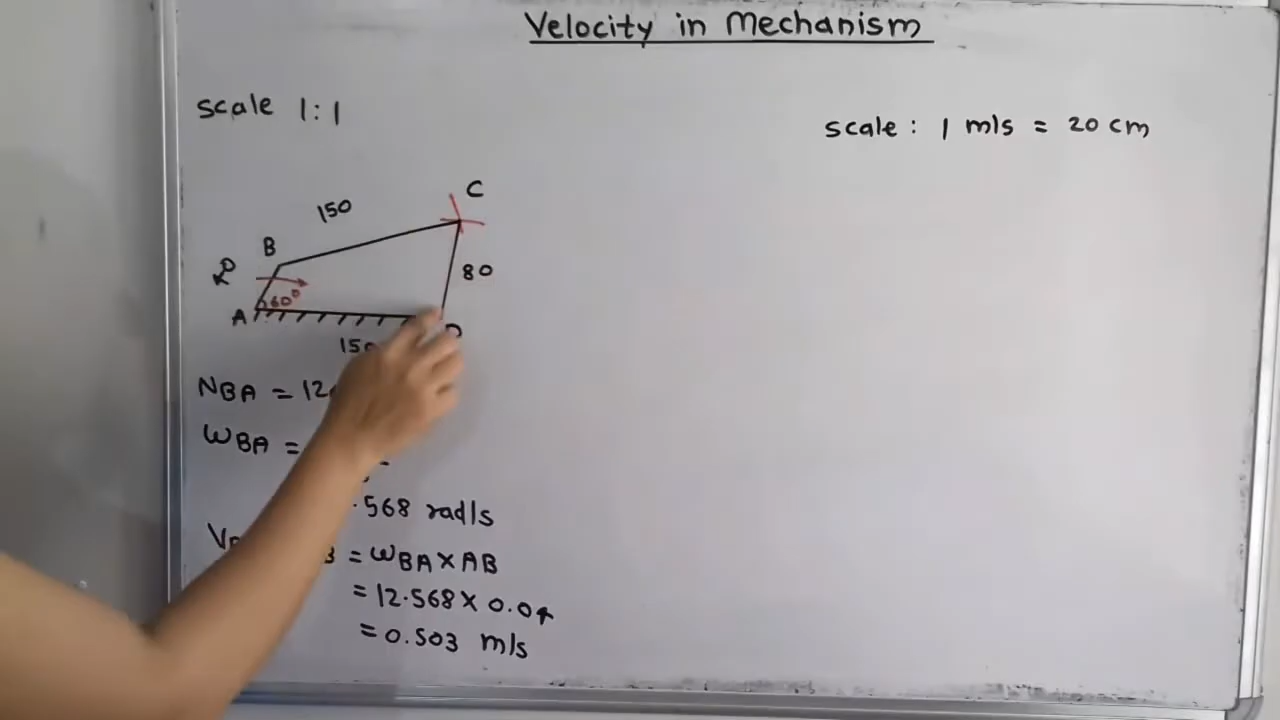 Velocity in Mechanism
scale 1:1
scale: 1 m/s = 20 cm
C
150
B
80
60°
A
D
NBA = 12
ωBA =
.568 rad/s
= ωBA × AB
= 12.568 × 0.04
= 0.503 m/s